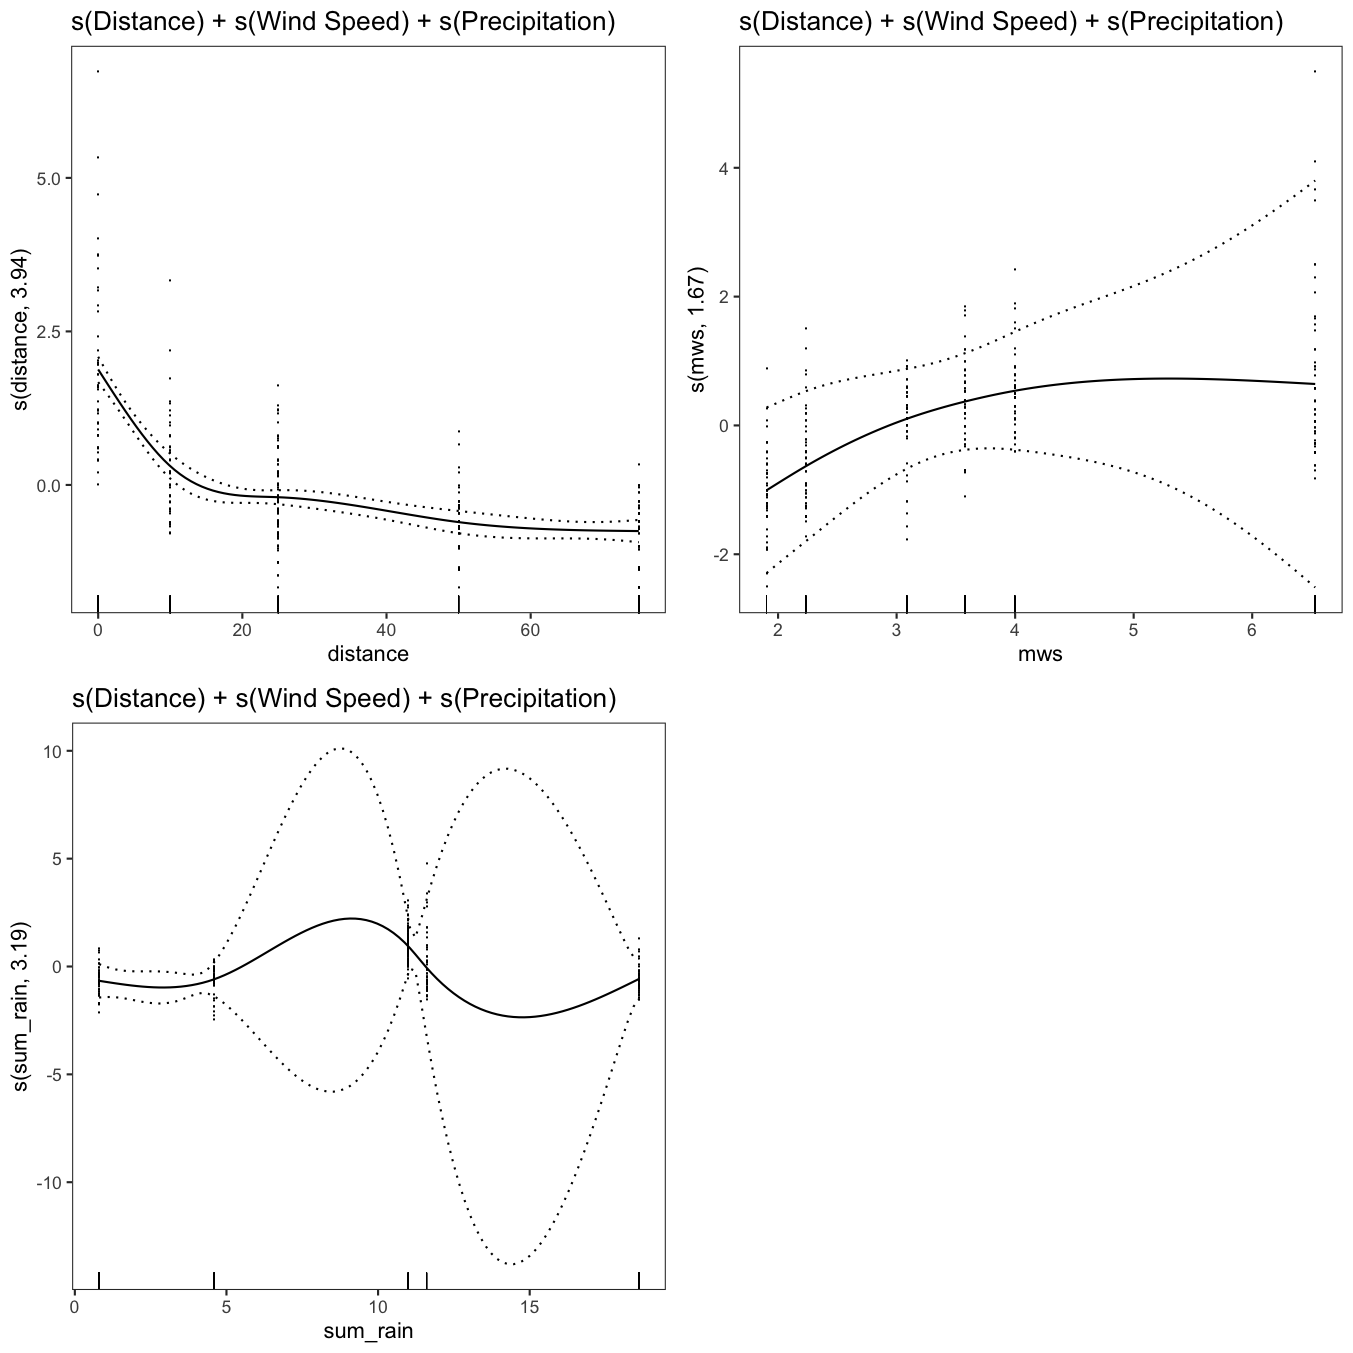 s(Distance) + s(Wind Speed) + s(Precipitation)
s(distance, 3.94)
5.0
2.5
0.0
0 20 40 60
distance
s(Distance) + s(Wind Speed) + s(Precipitation)
s(mws, 1.67)
4
2
0
-2
2 3 4 5 6
mws
s(Distance) + s(Wind Speed) + s(Precipitation)
s(sum_rain, 3.19)
10
5
0
-5
-10
0 5 10 15
sum_rain